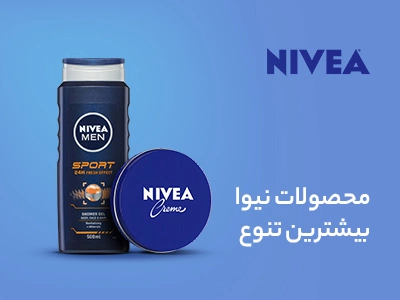 NIVEA
محصولات نیوا
بیشترین تنوع
NIVEA
MEN
SPORT
24H FRESH EFFECT
SHOWER GEL
500ml
NIVEA
Creme